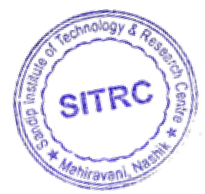 Sandip Institute of Technology & Research Centre
SITRC
★ Mahiravani, Nashik ★